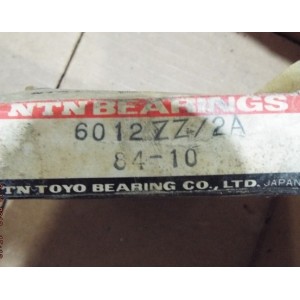 NTN BEARINGS
6012ZZ/2A
84-10
TN TOYO BEARING CO., LTD. JAPAN